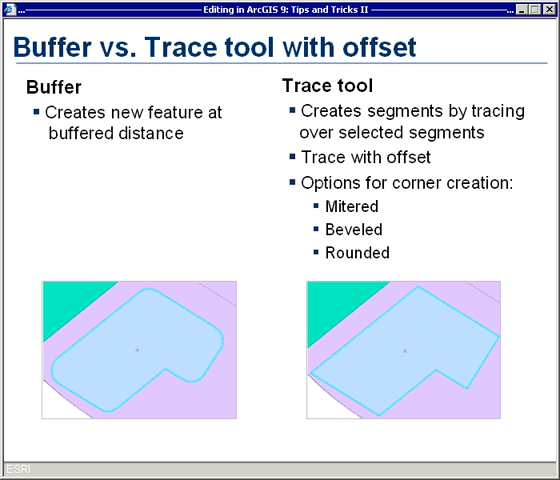 ... Editing in ArcGIS 9: Tips and Tricks II ...
Buffer vs. Trace tool with offset
Buffer
Creates new feature at
buffered distance
Trace tool
Creates segments by tracing
over selected segments
Trace with offset
Options for corner creation:
Mitered
Beveled
Rounded
ESRI